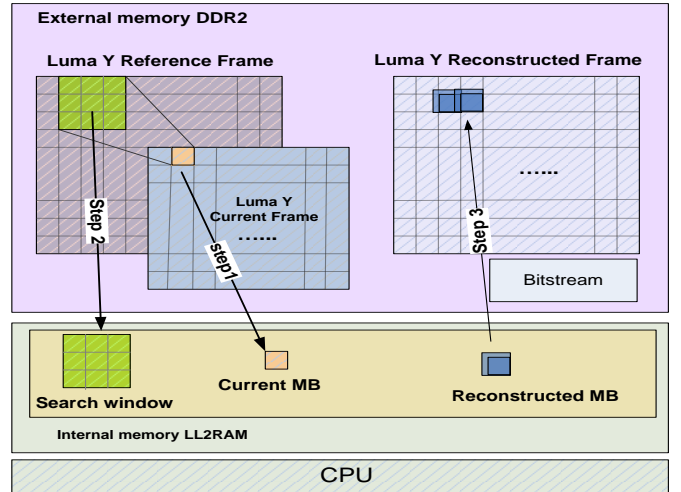 External memory DDR2
Luma Y Reference Frame
Luma Y Reconstructed Frame
Luma Y
Current Frame
......
......
Step 2
step1
Step 3
Bitstream
Search window
Current MB
Reconstructed MB
Internal memory LL2RAM
CPU